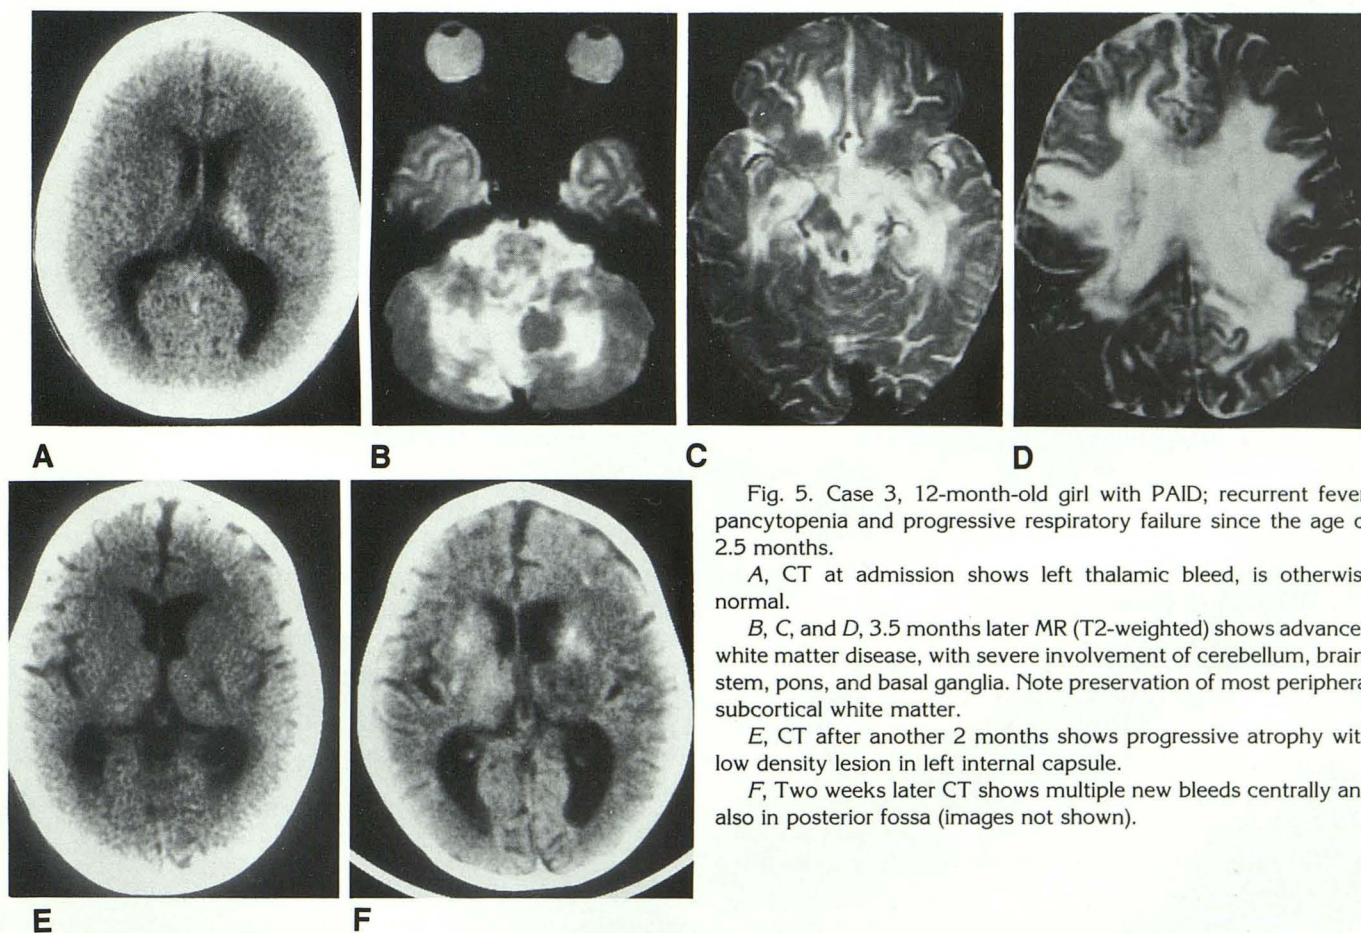 A
B
C
D
Fig. 5. Case 3, 12-month-old girl with PAID; recurrent fever
pancytopenia and progressive respiratory failure since the age o
2.5 months.
A, CT at admission shows left thalamic bleed, is otherwis
normal.
B, C, and D, 3.5 months later MR (T2-weighted) shows advance
white matter disease, with severe involvement of cerebellum, brain
stem, pons, and basal ganglia. Note preservation of most periphera
subcortical white matter.
E, CT after another 2 months shows progressive atrophy wit
low density lesion in left internal capsule.
F, Two weeks later CT shows multiple new bleeds centrally an
also in posterior fossa (images not shown).
E
F